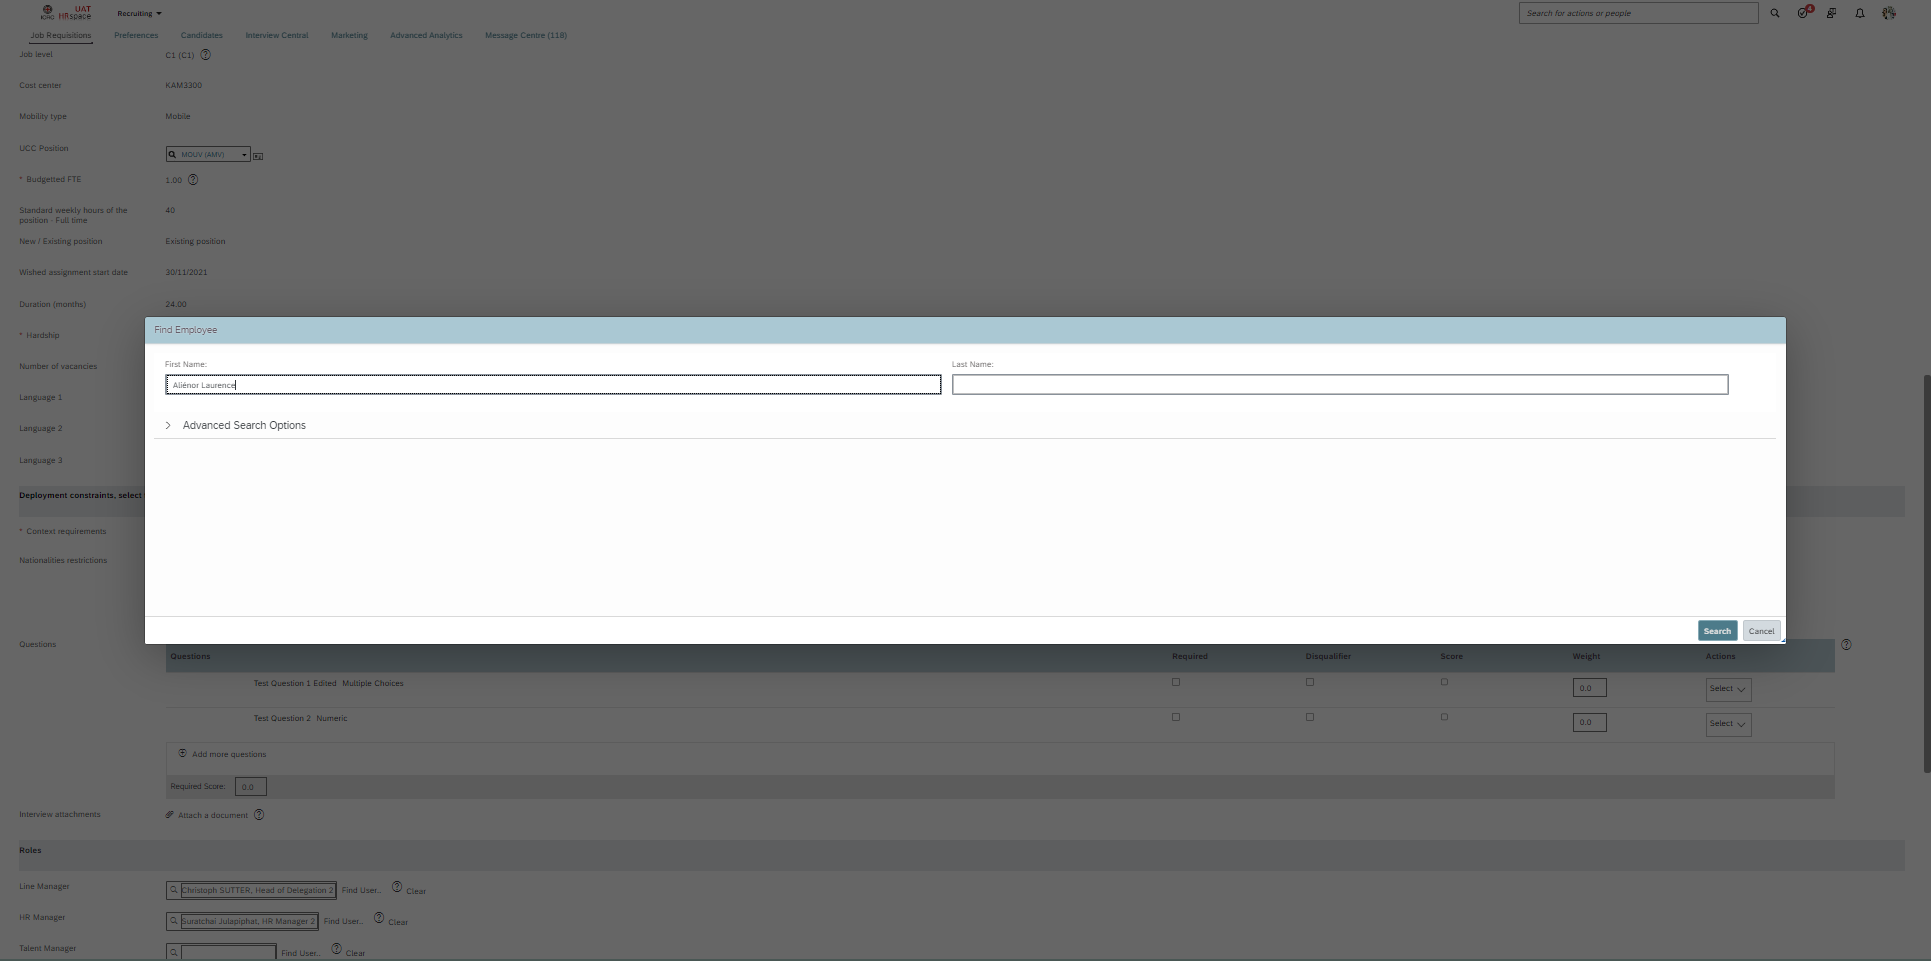 UAT
HRspace
Recruiting
Search for actions or people
4
Job Requisitions
Preferences
Candidates
Interview Central
Marketing
Advanced Analytics
Message Centre (118)
Job level
C1 (C1)
Cost center
KAM3300
Mobility type
Mobile
UCC Position
MOUV (AMV)
* Budgetted FTE
1.00
Standard weekly hours of the
position - Full time
40
New / Existing position
Existing position
Wished assignment start date
30/11/2021
Duration (months)
24.00
* Hardship
Number of vacancies
Language 1
Language 2
Language 3
Deployment constraints, select
* Context requirements
Nationalities restrictions
Find Employee
First Name:
Last Name:
Aliénor Laurence
Advanced Search Options
Search
Cancel
Questions
Questions
Required
Disqualifier
Score
Weight
Actions
Test Question 1 Edited Multiple Choices
0.0
Select
Test Question 2 Numeric
0.0
Select
Add more questions
Required Score:
0.0
Interview attachments
Attach a document
Roles
Line Manager
Christoph SUTTER, Head of Delegation 2
Find User..
Clear
HR Manager
Suratchai Julapiphat, HR Manager 2
Find User..
Clear
Talent Manager
Find User..
Clear